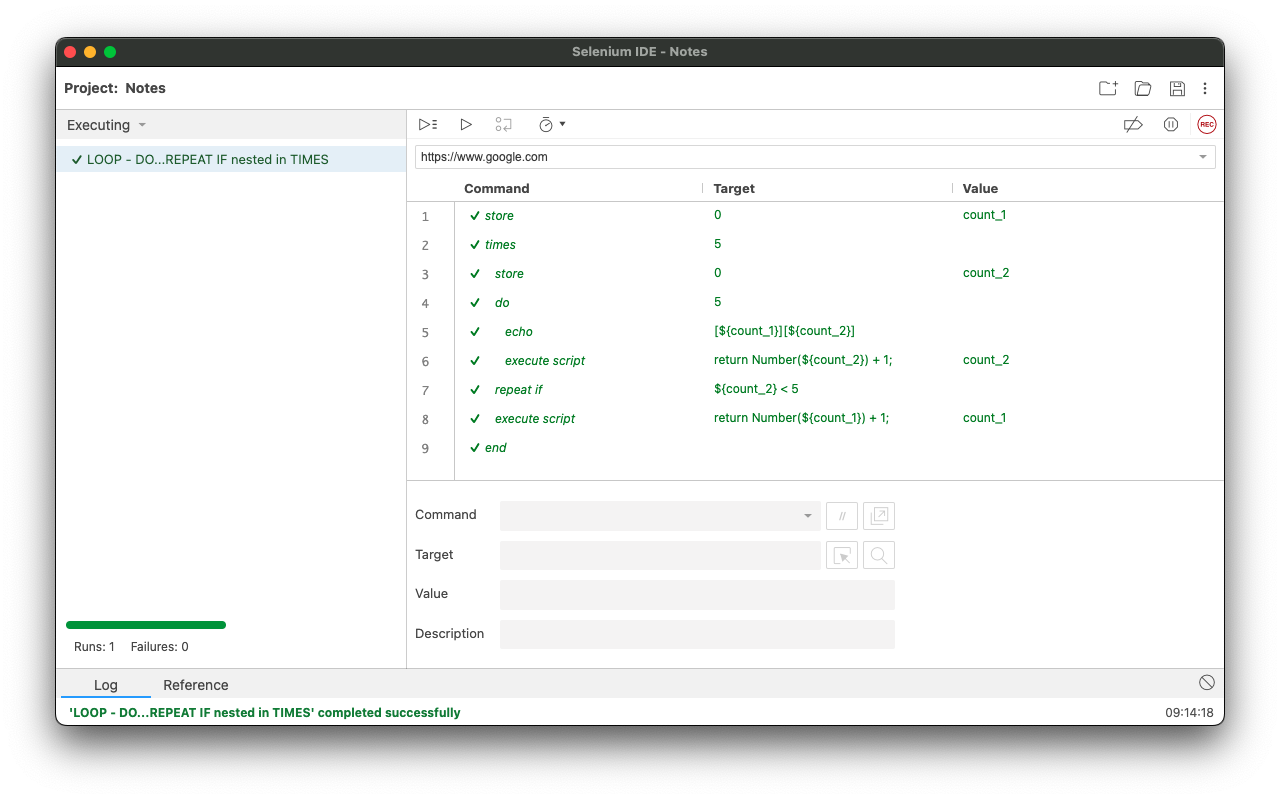 Selenium IDE - Notes
Project: Notes
Executing
REC
LOOP - DO...REPEAT IF nested in TIMES
https://www.google.com
Command Target Value
1 store 0 count_1
2 times 5
3 store 0 count_2
4 do 5
5 echo [${count_1}][${count_2}]
6 execute script return Number(${count_2}) + 1; count_2
7 repeat if ${count_2} < 5
8 execute script return Number(${count_1}) + 1; count_1
9 end
Command //
Target
Value
Description
Runs: 1 Failures: 0
Log Reference
'LOOP - DO...REPEAT IF nested in TIMES' completed successfully 09:14:18